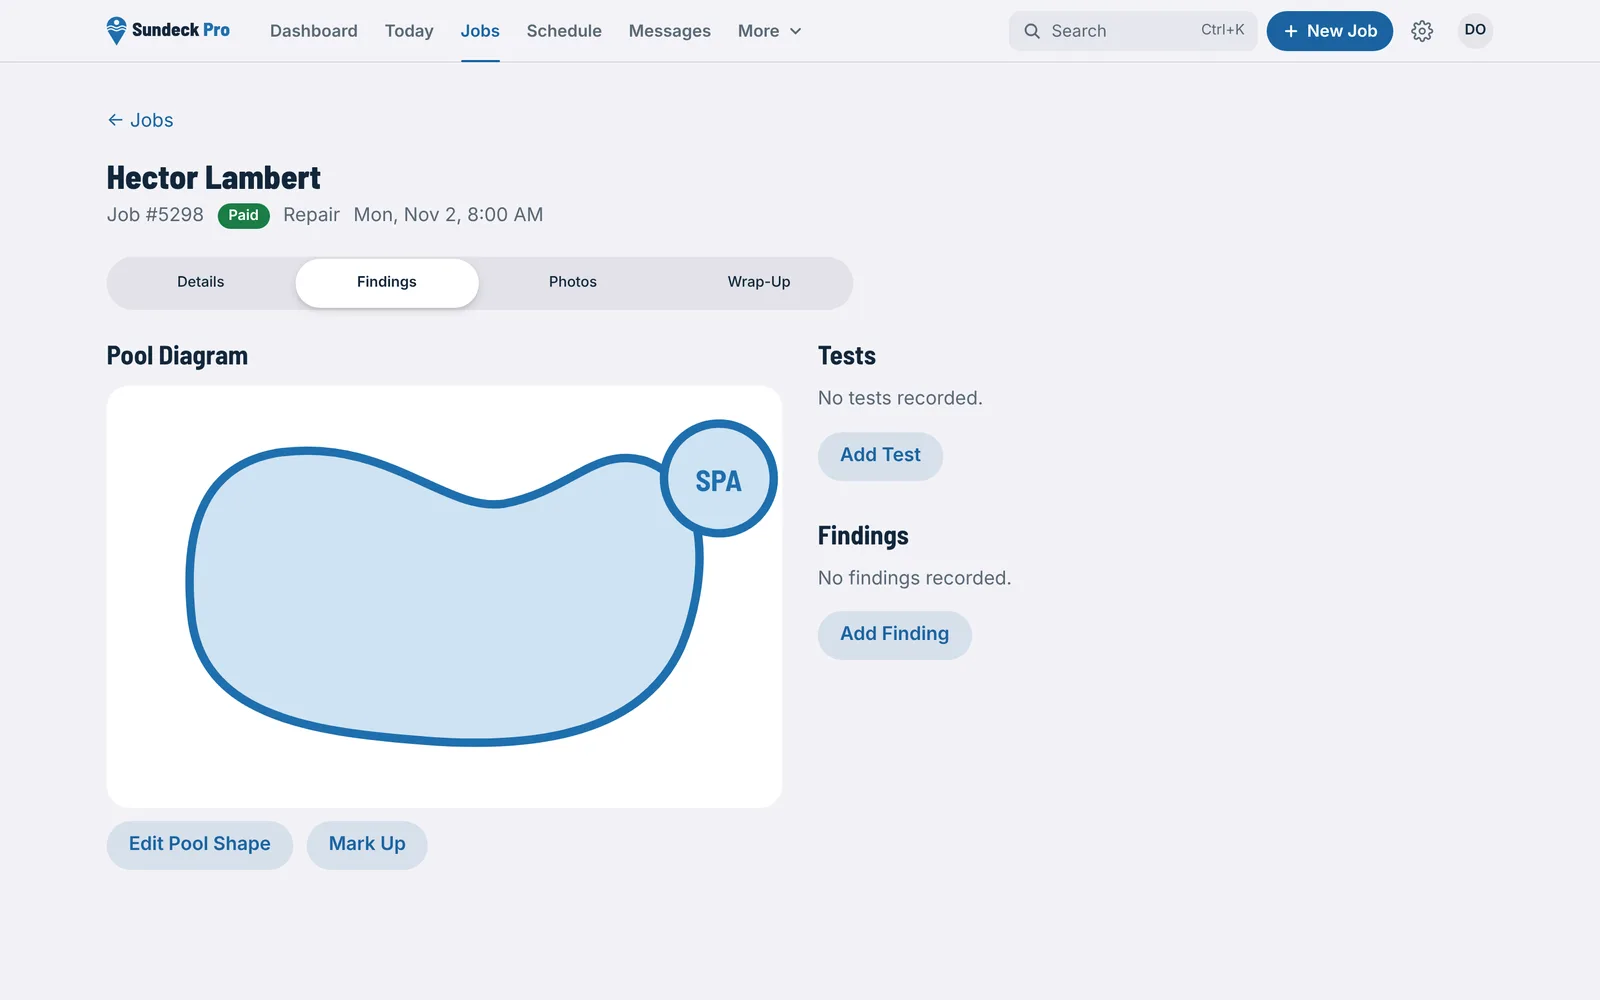 Sundeck Pro
Dashboard
Today
Jobs
Schedule
Messages
More
Search
Ctrl+K
+ New Job
DO
← Jobs
Hector Lambert
Job #5298 Paid Repair Mon, Nov 2, 8:00 AM
Details
Findings
Photos
Wrap-Up
Pool Diagram
SPA
Edit Pool Shape
Mark Up
Tests
No tests recorded.
Add Test
Findings
No findings recorded.
Add Finding